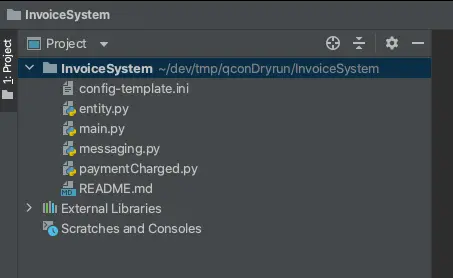 InvoiceSystem
1: Project
Project
InvoiceSystem ~/dev/tmp/qconDryrun/InvoiceSystem
config-template.ini
entity.py
main.py
messaging.py
paymentCharged.py
MD README.md
External Libraries
Scratches and Consoles